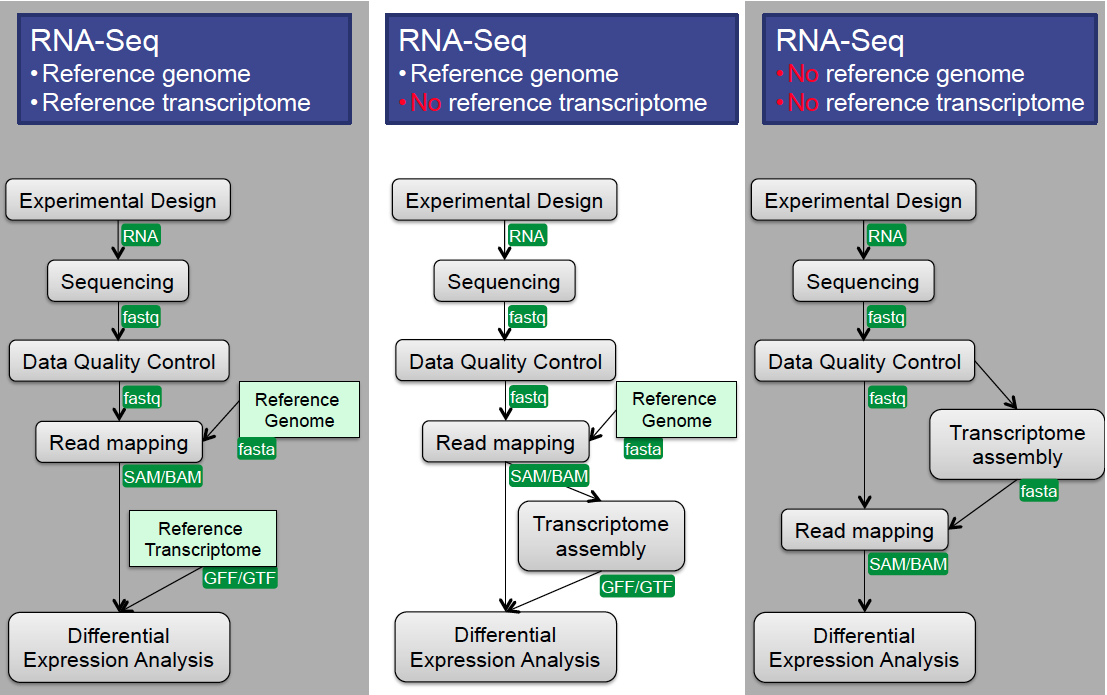 RNA-Seq
•Reference genome
•Reference transcriptome
Experimental Design
RNA
Sequencing
fastq
Data Quality Control
fastq
Reference
Genome
fasta
Read mapping
SAM/BAM
Reference
Transcriptome
GFF/GTF
Differential
Expression Analysis
RNA-Seq
•Reference genome
•No reference transcriptome
Experimental Design
RNA
Sequencing
fastq
Data Quality Control
fastq
Reference
Genome
fasta
Read mapping
SAM/BAM
Transcriptome
assembly
GFF/GTF
Differential
Expression Analysis
RNA-Seq
•No reference genome
•No reference transcriptome
Experimental Design
RNA
Sequencing
fastq
Data Quality Control
fastq
Transcriptome
assembly
fasta
Read mapping
SAM/BAM
Differential
Expression Analysis